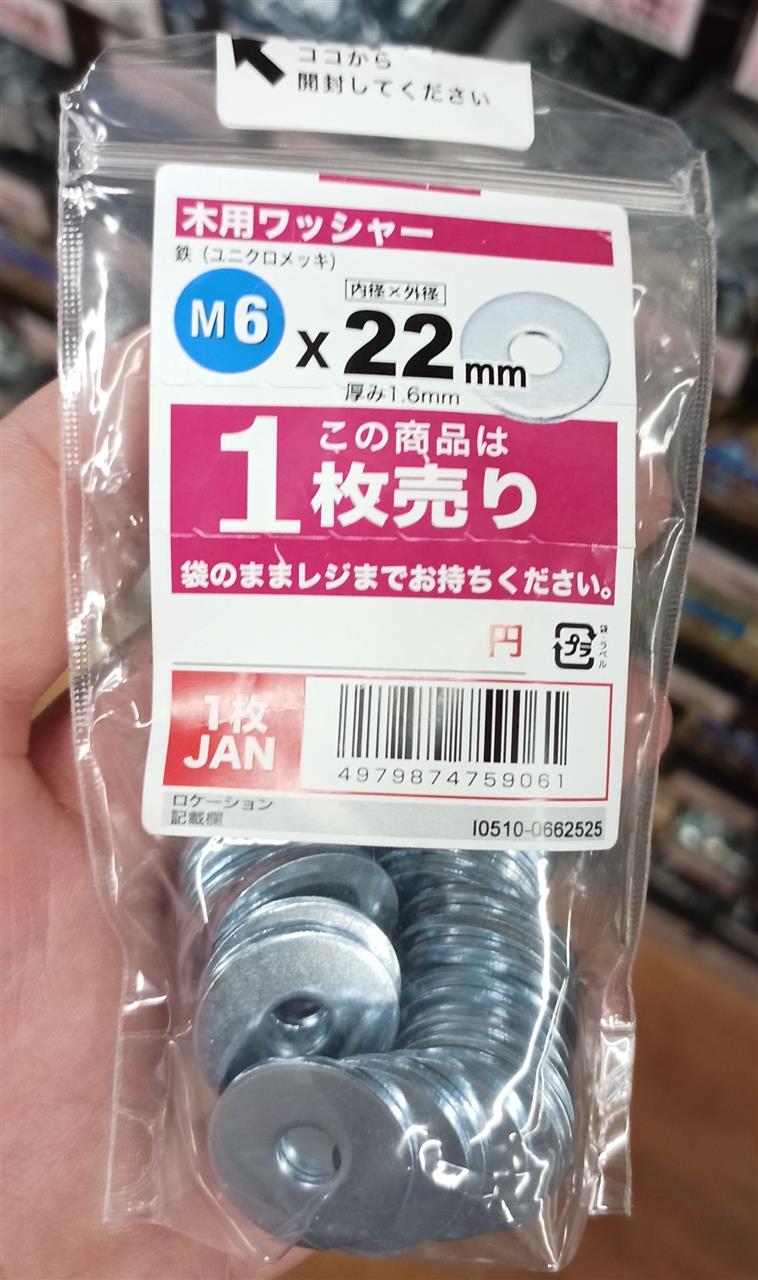 ココから
開封してください
木用ワッシャー
鉄（ユニクロメッキ）
内径×外径
M6 x 22 mm
厚み1.6mm
この商品は
1枚売り
袋のままレジまでお持ちください。
円
プラ
袋・ラベル
1枚
JAN
4979874759061
ロケーション
記載欄
I0510-0662525